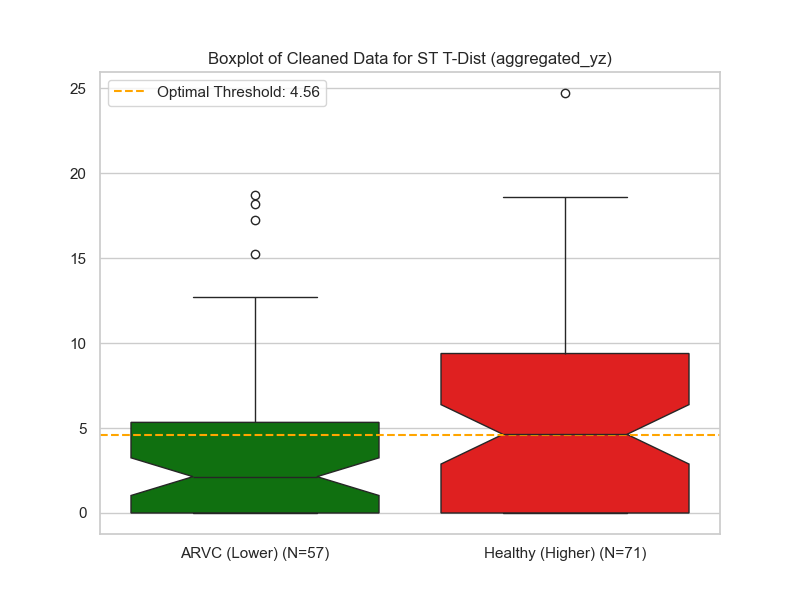 Boxplot of Cleaned Data for ST T-Dist (aggregated_yz)
Optimal Threshold: 4.56
25
20
15
10
5
0
ARVC (Lower) (N=57)
Healthy (Higher) (N=71)